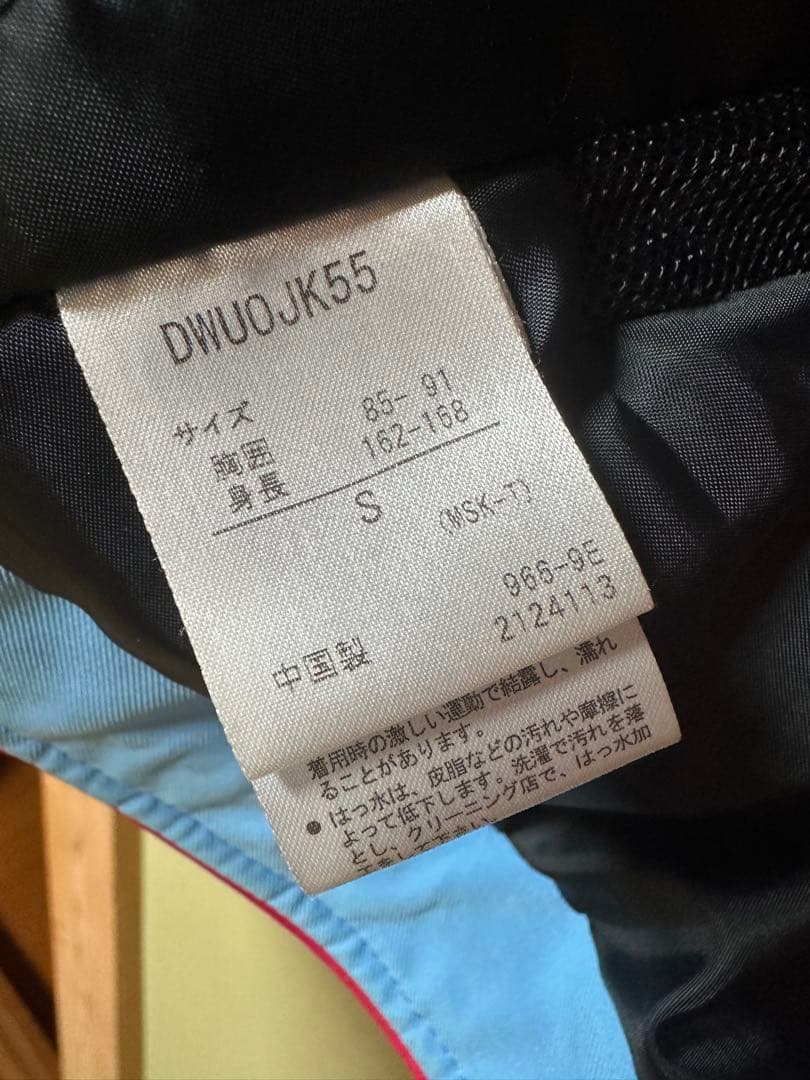 DWUOJK55
サイズ
胸囲 85- 91
身長 162-168
S (MSK-T)
966-9E
中国製 2124113
着用時の激しい運動で結露し、濡れ
ることがあります。
● はっ水は、皮脂などの汚れや摩擦に
よって低下します。洗濯で汚れを落
とし、クリーニング店で、はっ水加